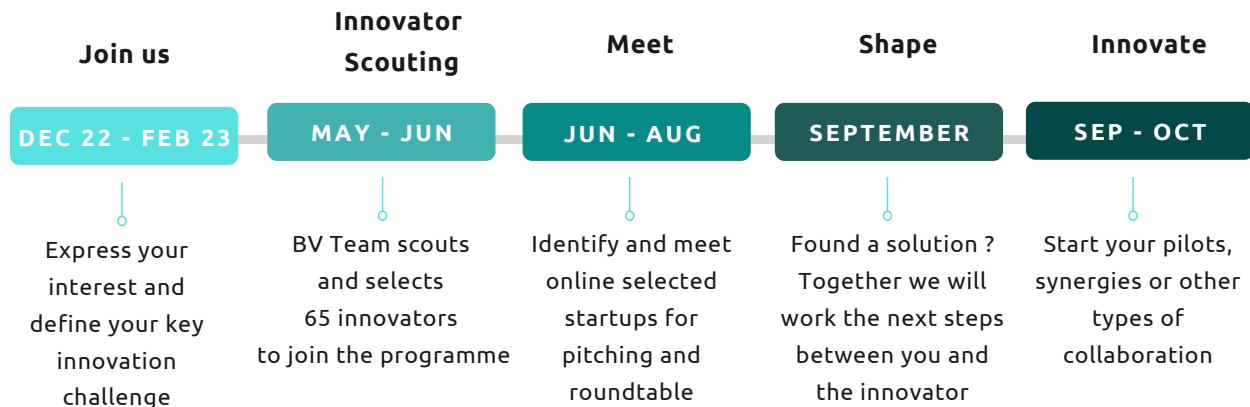 Join us
DEC 22 - FEB 23
Express your
interest and
define your key
innovation
challenge
Innovator
Scouting
MAY - JUN
BV Team scouts
and selects
65 innovators
to join the programme
Meet
JUN - AUG
Identify and meet
online selected
startups for
pitching and
roundtable
Shape
SEPTEMBER
Found a solution ?
Together we will
work the next steps
between you and
the innovator
Innovate
SEP - OCT
Start your pilots,
synergies or other
types of
collaboration